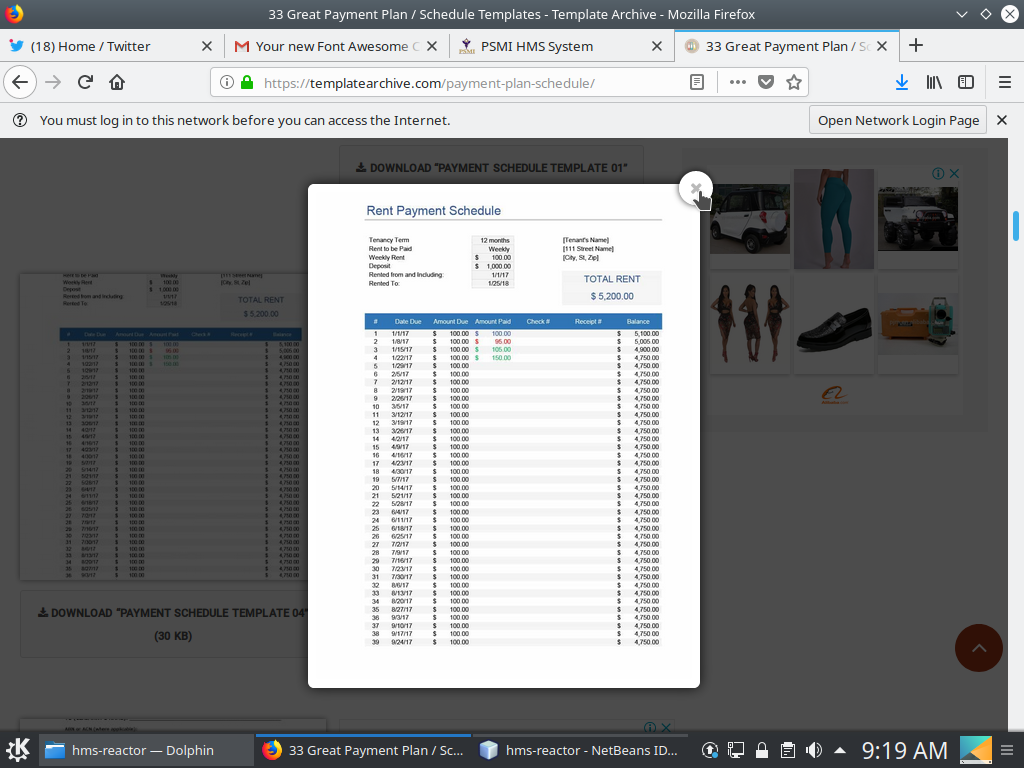 33 Great Payment Plan / Schedule Templates - Template Archive - Mozilla Firefox
(18) Home / Twitter
Your new Font Awesome
PSMI HMS System
33 Great Payment Plan / Sc
https://templatearchive.com/payment-plan-schedule/
You must log in to this network before you can access the Internet.
Open Network Login Page
DOWNLOAD "PAYMENT SCHEDULE TEMPLATE 01"
Rent Payment Schedule
Tenancy Term 12 months [Tenant's Name]
Rent to be Paid Weekly [111 Street Name]
Weekly Rent $ 100.00 [City, St, Zip]
Deposit $ 1,000.00
Rented from and Including: 1/1/17
Rented To: 1/25/18
TOTAL RENT
$ 5,200.00
# Date Due Amount Due Amount Paid Check # Receipt # Balance
1 1/1/17 $ 100.00 $ 100.00 $ 5,100.00
2 1/8/17 $ 100.00 $ 95.00 $ 5,005.00
3 1/15/17 $ 100.00 $ 105.00 $ 4,900.00
4 1/22/17 $ 100.00 $ 150.00 $ 4,750.00
5 1/29/17 $ 100.00 $ 4,750.00
6 2/5/17 $ 100.00 $ 4,750.00
7 2/12/17 $ 100.00 $ 4,750.00
8 2/19/17 $ 100.00 $ 4,750.00
9 2/26/17 $ 100.00 $ 4,750.00
10 3/5/17 $ 100.00 $ 4,750.00
11 3/12/17 $ 100.00 $ 4,750.00
12 3/19/17 $ 100.00 $ 4,750.00
13 3/26/17 $ 100.00 $ 4,750.00
14 4/2/17 $ 100.00 $ 4,750.00
15 4/9/17 $ 100.00 $ 4,750.00
16 4/16/17 $ 100.00 $ 4,750.00
17 4/23/17 $ 100.00 $ 4,750.00
18 4/30/17 $ 100.00 $ 4,750.00
19 5/7/17 $ 100.00 $ 4,750.00
20 5/14/17 $ 100.00 $ 4,750.00
21 5/21/17 $ 100.00 $ 4,750.00
22 5/28/17 $ 100.00 $ 4,750.00
23 6/4/17 $ 100.00 $ 4,750.00
24 6/11/17 $ 100.00 $ 4,750.00
25 6/18/17 $ 100.00 $ 4,750.00
26 6/25/17 $ 100.00 $ 4,750.00
27 7/2/17 $ 100.00 $ 4,750.00
28 7/9/17 $ 100.00 $ 4,750.00
29 7/16/17 $ 100.00 $ 4,750.00
30 7/23/17 $ 100.00 $ 4,750.00
31 7/30/17 $ 100.00 $ 4,750.00
32 8/6/17 $ 100.00 $ 4,750.00
33 8/13/17 $ 100.00 $ 4,750.00
34 8/20/17 $ 100.00 $ 4,750.00
35 8/27/17 $ 100.00 $ 4,750.00
36 9/3/17 $ 100.00 $ 4,750.00
37 9/10/17 $ 100.00 $ 4,750.00
38 9/17/17 $ 100.00 $ 4,750.00
39 9/24/17 $ 100.00 $ 4,750.00
TOTAL RENT
$ 5,200.00
DOWNLOAD "PAYMENT SCHEDULE TEMPLATE 04"
(30 KB)
hms-reactor — Dolphin
33 Great Payment Plan / Sc...
hms-reactor - NetBeans ID...
9:19 AM